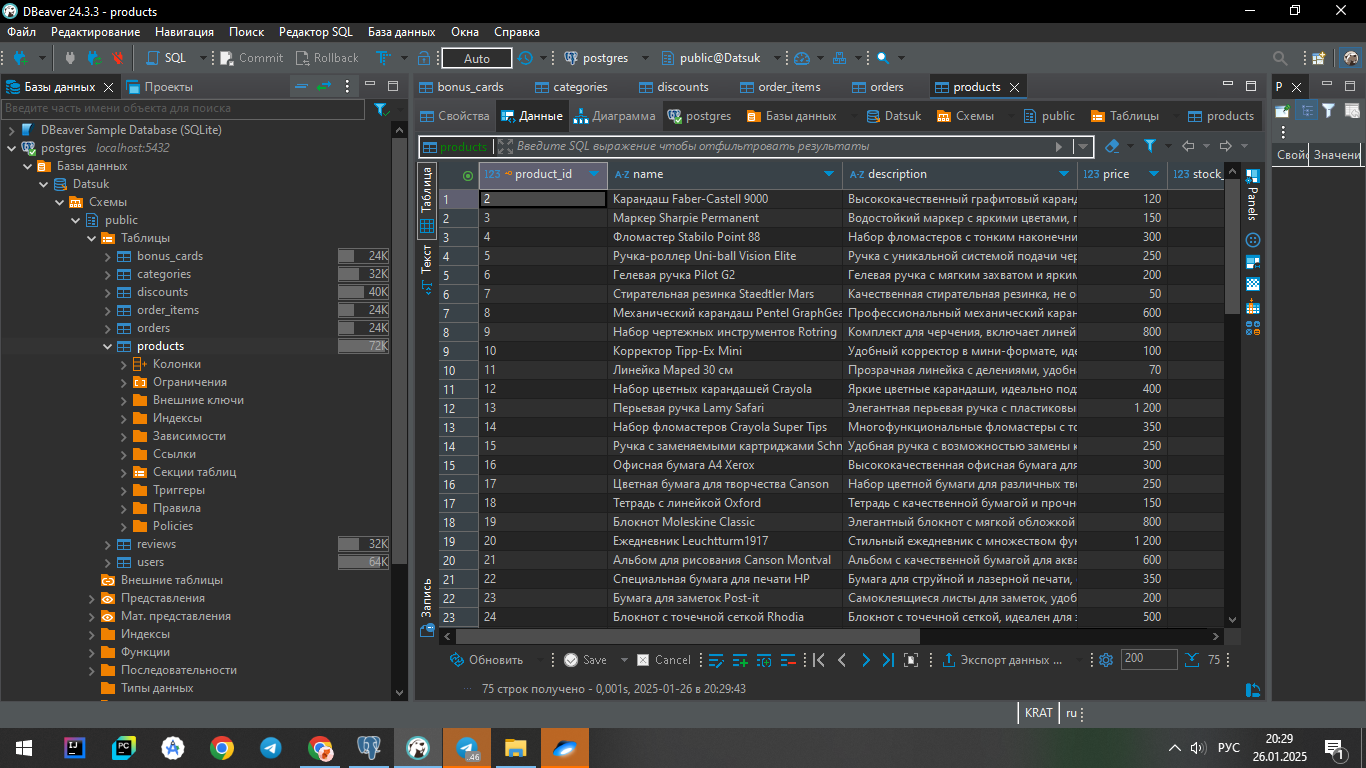 DBeaver 24.3.3 - products
Файл Редактирование Навигация Поиск Редактор SQL База данных Окна Справка
SQL Commit Rollback Auto postgres public@Datsuk
Базы данных Проекты
Введите часть имени объекта для поиска
DBeaver Sample Database (SQLite)
postgres localhost:5432
Базы данных
Datsuk
Схемы
public
Таблицы
bonus_cards 24K
categories 32K
discounts 40K
order_items 24K
orders 24K
products 72K
Колонки
Ограничения
Внешние ключи
Индексы
Зависимости
Ссылки
Секции таблиц
Триггеры
Правила
Policies
reviews 32K
users 64K
Внешние таблицы
Представления
Мат. представления
Индексы
Функции
Последовательности
Типы данных
bonus_cards categories discounts order_items orders products
Свойства Данные Диаграмма postgres Базы данных Datsuk Схемы public Таблицы products
products Введите SQL выражение чтобы отфильтровать результаты
Таблица
Текст
Запись
123 product_id A-Z name A-Z description 123 price 123 stock_
1 2 Карандаш Faber-Castell 9000 Высококачественный графитовый каранд 120
2 3 Маркер Sharpie Permanent Водостойкий маркер с яркими цветами, г 150
3 4 Фломастер Stabilo Point 88 Набор фломастеров с тонким наконечни 300
4 5 Ручка-роллер Uni-ball Vision Elite Ручка с уникальной системой подачи чер 250
5 6 Гелевая ручка Pilot G2 Гелевая ручка с мягким захватом и ярким 200
6 7 Стирательная резинка Staedtler Mars Качественная стирательная резинка, не о 50
7 8 Механический карандаш Pentel GraphGea Профессиональный механический каран 600
8 9 Набор чертежных инструментов Rotring Комплект для черчения, включает линей 800
9 10 Корректор Tipp-Ex Mini Удобный корректор в мини-формате, иде 100
10 11 Линейка Maped 30 см Прозрачная линейка с делениями, удобн 70
11 12 Набор цветных карандашей Crayola Яркие цветные карандаши, идеально под 400
12 13 Перьевая ручка Lamy Safari Элегантная перьевая ручка с пластиковы 1 200
13 14 Набор фломастеров Crayola Super Tips Многофункциональные фломастеры с то 350
14 15 Ручка с заменяемыми картриджами Schn Удобная ручка с возможностью замены к 250
15 16 Офисная бумага A4 Xerox Высококачественная офисная бумага для 300
16 17 Цветная бумага для творчества Canson Набор цветной бумаги для различных тво 250
17 18 Тетрадь с линейкой Oxford Тетрадь с качественной бумагой и прочн 150
18 19 Блокнот Moleskine Classic Элегантный блокнот с мягкой обложкой 800
19 20 Ежедневник Leuchtturm1917 Стильный ежедневник с множеством фун 1 200
20 21 Альбом для рисования Canson Montval Альбом с качественной бумагой для аква 600
21 22 Специальная бумага для печати HP Бумага для струйной и лазерной печати, 350
22 23 Бумага для заметок Post-it Самоклеящиеся листы для заметок, удоб 200
23 24 Блокнот с точечной сеткой Rhodia Блокнот с точечной сеткой, идеален для 500
Panels
Обновить Save Cancel Экспорт данных ... 200 75
75 строк получено - 0,001s, 2025-01-26 в 20:29:43
P
Свойс Значени
KRAT ru
IJ PC ..46
РУС 20:29
26.01.2025
1